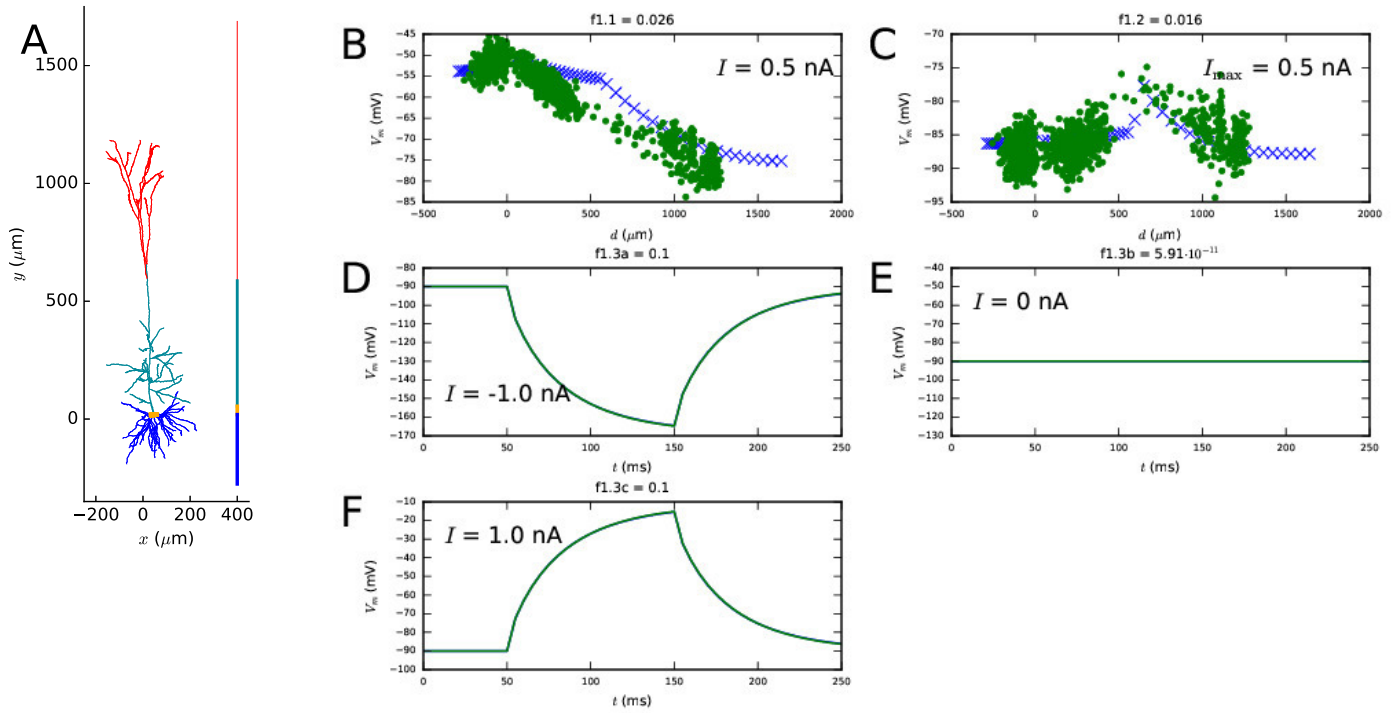 A
1500
1000
500
0
y (μm)
−200 0 200 400
x (μm)
B
f1.1 = 0.026
I = 0.5 nA
−45
−50
−55
−60
−65
−70
−75
−80
−85
V_m (mV)
−500 0 500 1000 1500 2000
d (μm)
C
f1.2 = 0.016
I_max = 0.5 nA
−70
−75
−80
−85
−90
−95
V_m (mV)
−500 0 500 1000 1500 2000
d (μm)
D
f1.3a = 0.1
I = -1.0 nA
−80
−90
−100
−110
−120
−130
−140
−150
−160
−170
V_m (mV)
0 50 100 150 200 250
t (ms)
E
f1.3b = 5.91·10⁻¹¹
I = 0 nA
−40
−50
−60
−70
−80
−90
−100
−110
−120
−130
V_m (mV)
0 50 100 150 200 250
t (ms)
F
f1.3c = 0.1
I = 1.0 nA
−10
−20
−30
−40
−50
−60
−70
−80
−90
−100
V_m (mV)
0 50 100 150 200 250
t (ms)